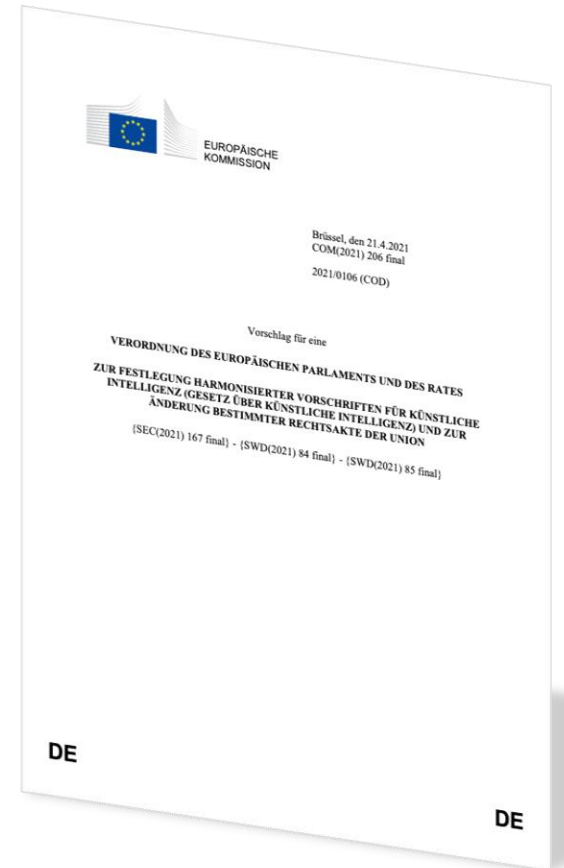 EUROPÄISCHE
KOMMISSION
Brüssel, den 21.4.2021
COM(2021) 206 final
2021/0106 (COD)
Vorschlag für eine
VERORDNUNG DES EUROPÄISCHEN PARLAMENTS UND DES RATES
ZUR FESTLEGUNG HARMONISIERTER VORSCHRIFTEN FÜR KÜNSTLICHE
INTELLIGENZ (GESETZ ÜBER KÜNSTLICHE INTELLIGENZ) UND ZUR
ÄNDERUNG BESTIMMTER RECHTSAKTE DER UNION
{SEC(2021) 167 final} - {SWD(2021) 84 final} - {SWD(2021) 85 final}
DE
DE